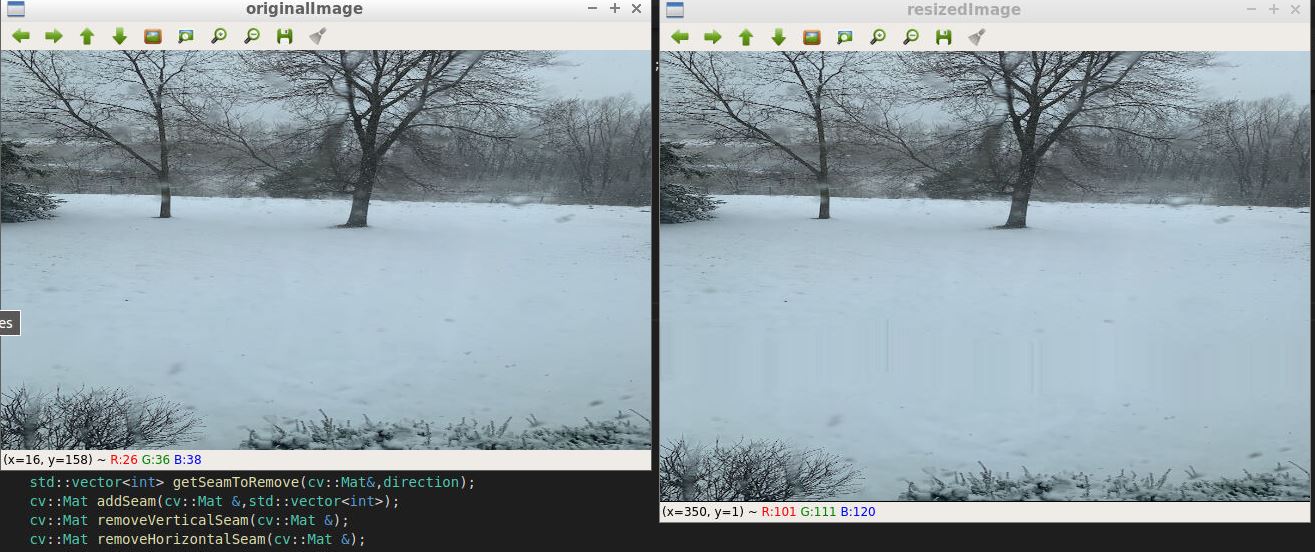 originalImage
resizedImage
;
es
(x=16, y=158) ~ R:26 G:36 B:38
std::vector<int> getSeamToRemove(cv::Mat&,direction);
cv::Mat addSeam(cv::Mat &,std::vector<int>);
cv::Mat removeVerticalSeam(cv::Mat &);
cv::Mat removeHorizontalSeam(cv::Mat &);
(x=350, y=1) ~ R:101 G:111 B:120